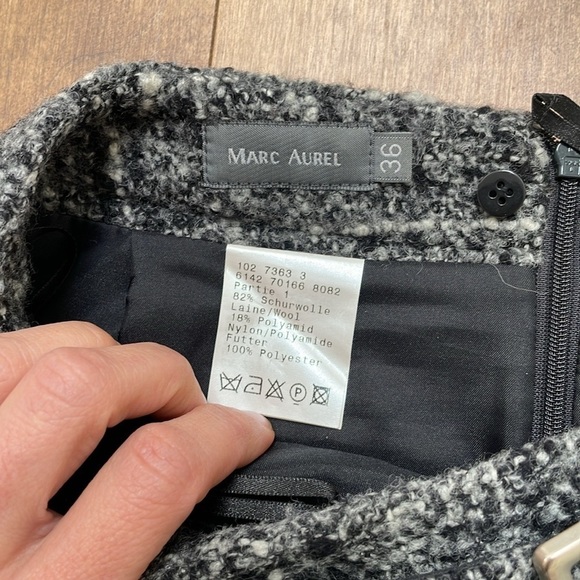 MARC AUREL
36
102 7363 3
6142 70166 8082
Partie 1
82% Schurwolle
Laine/Wool
18% Polyamid
Nylon/Polyamide
Futter
100% Polyester
P